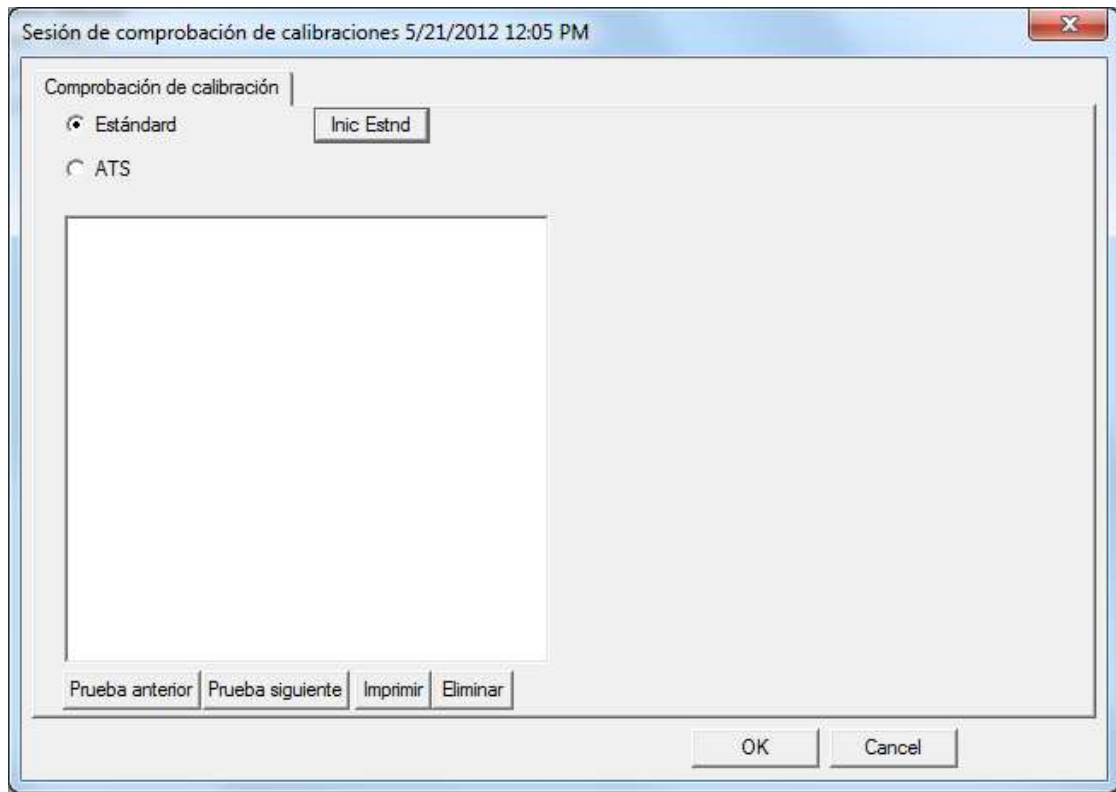 Sesión de comprobación de calibraciones 5/21/2012 12:05 PM
Comprobación de calibración
Estándard Inic Estnd
ATS
Prueba anterior Prueba siguiente Imprimir Eliminar
OK Cancel